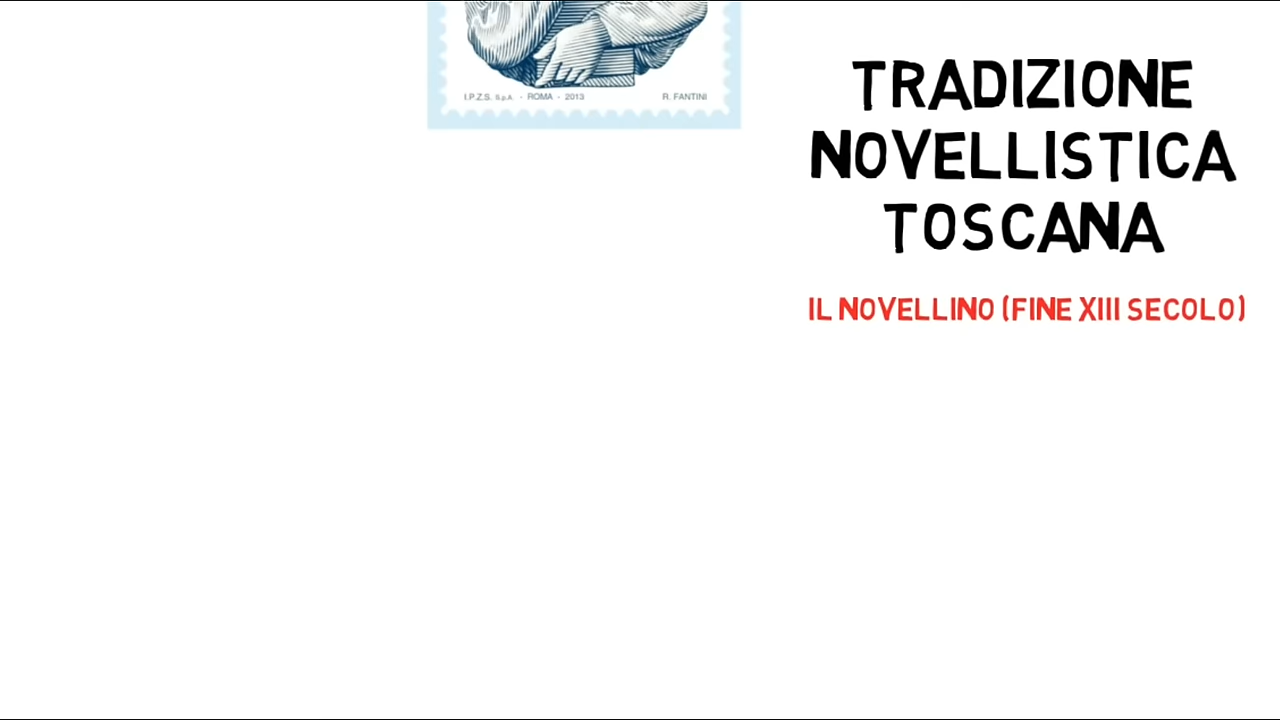 I.P.Z.S. S.p.A. - ROMA - 2013 R. FANTINI
TRADIZIONE
NOVELLISTICA
TOSCANA
IL NOVELLINO (FINE XIII SECOLO)